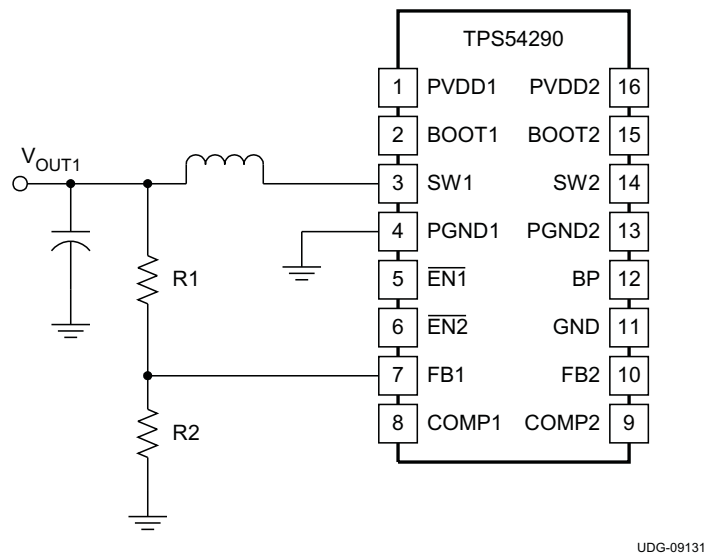 TPS54290
1 PVDD1 PVDD2 16
2 BOOT1 BOOT2 15
VOUT1
3 SW1 SW2 14
4 PGND1 PGND2 13
R1
5 EN1 BP 12
6 EN2 GND 11
7 FB1 FB2 10
R2
8 COMP1 COMP2 9
UDG-09131